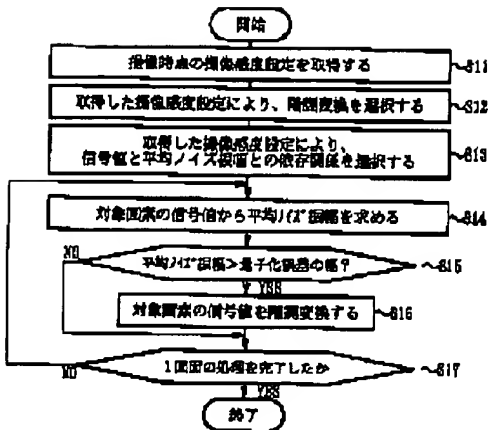 開始
撮像時点の撮像感度設定を取得する
S11
取得した撮像感度設定により、階調変換を選択する
S12
取得した撮像感度設定により、
信号値と平均ノイズ振幅との依存関係を選択する
S13
対象画素の信号値から平均ノイズ振幅を求める
S14
平均ノイズ振幅>量子化誤差の幅?
S15
NO
YES
対象画素の信号値を階調変換する
S16
1画面の処理を完了したか
S17
NO
YES
終了